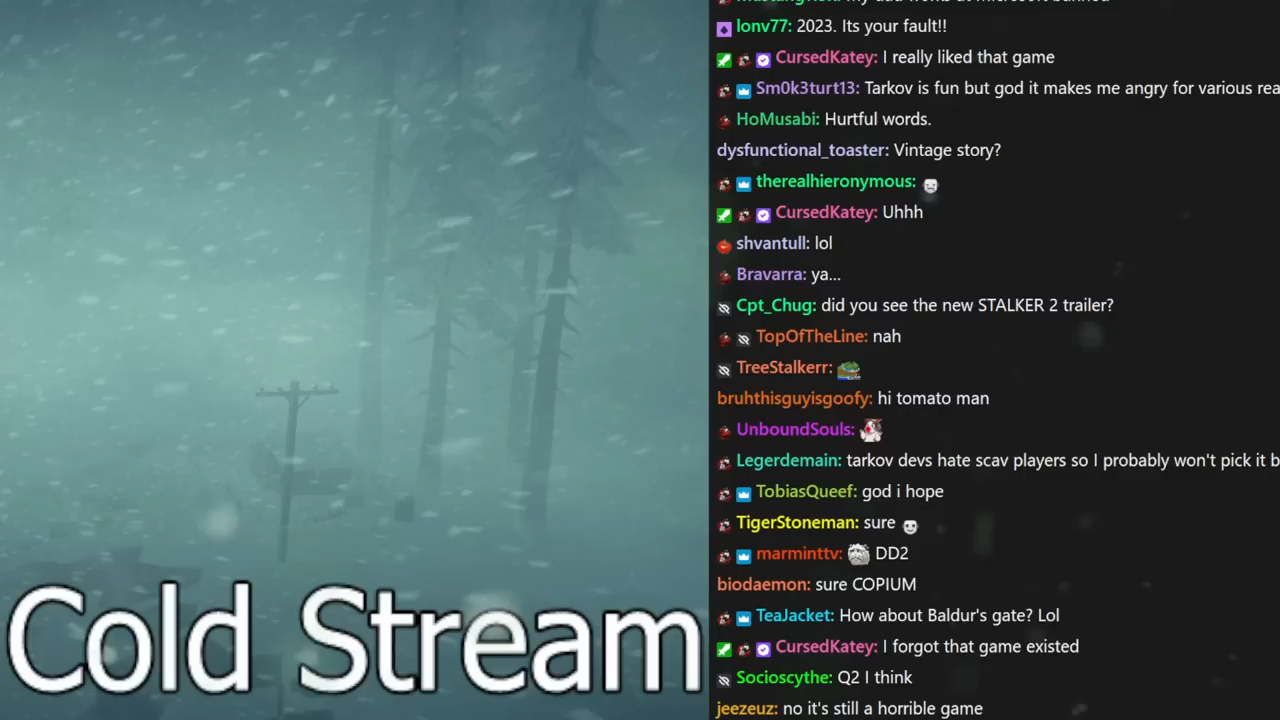 lonv77: 2023. Its your fault!!
CursedKatey: I really liked that game
Sm0k3turt13: Tarkov is fun but god it makes me angry for various rea
HoMusabi: Hurtful words.
dysfunctional_toaster: Vintage story?
therealhieronymous:
CursedKatey: Uhhh
shvantull: lol
Bravarra: ya...
Cpt_Chug: did you see the new STALKER 2 trailer?
TopOfTheLine: nah
TreeStalkerr:
bruhthisguyisgoofy: hi tomato man
UnboundSouls:
Legerdemain: tarkov devs hate scav players so I probably won't pick it b
TobiasQueef: god i hope
TigerStoneman: sure
marminttv: DD2
biodaemon: sure COPIUM
TeaJacket: How about Baldur's gate? Lol
CursedKatey: I forgot that game existed
Socioscythe: Q2 I think
jeezeuz: no it's still a horrible game
Cold Stream